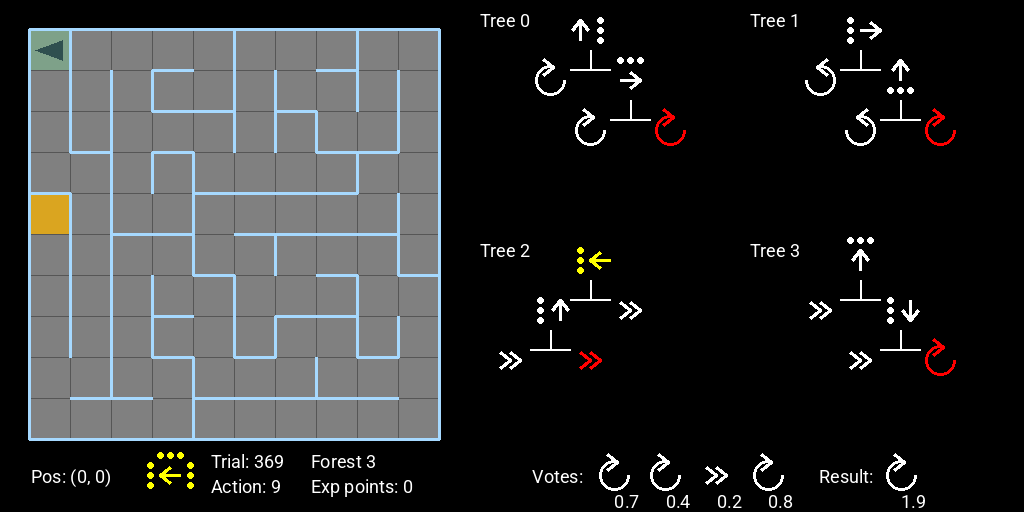 Tree 0
Tree 1
Tree 2
Tree 3
Pos: (0, 0)
Trial: 369
Forest 3
Action: 9
Exp points: 0
Votes:
0.7
0.4
0.2
0.8
Result:
1.9